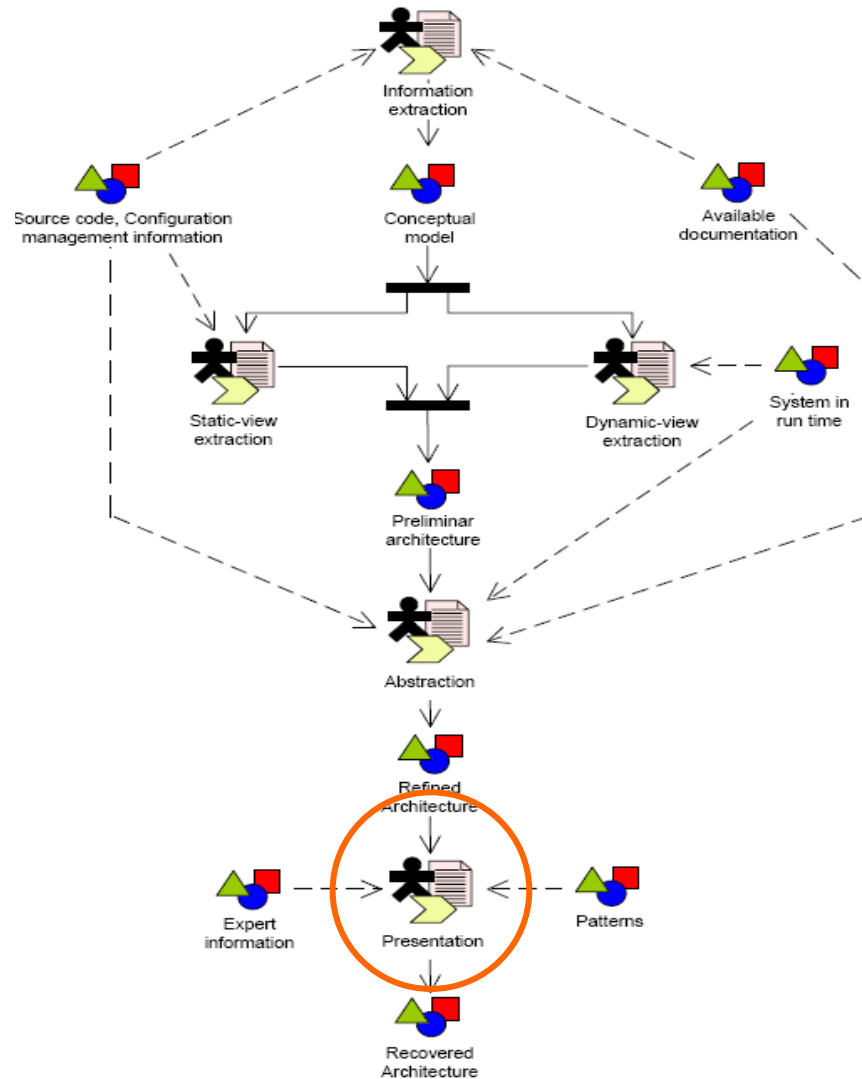 Information
extraction
Source code, Configuration
management information
Conceptual
model
Available
documentation
Static-view
extraction
Dynamic-view
extraction
System in
run time
Preliminar
architecture
Abstraction
Refined
Architecture
Expert
information
Presentation
Patterns
Recovered
Architecture